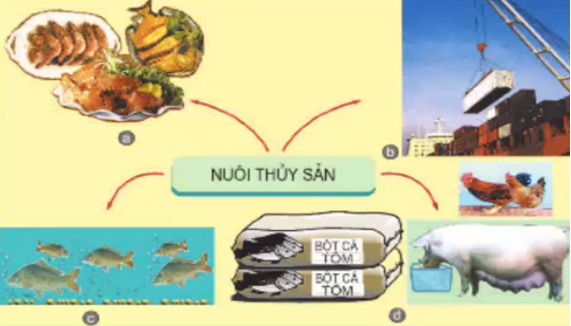 a
b
NUÔI THỦY SẢN
BỘT CÁ
TÔM
BỘT CÁ
TÔM
c
d